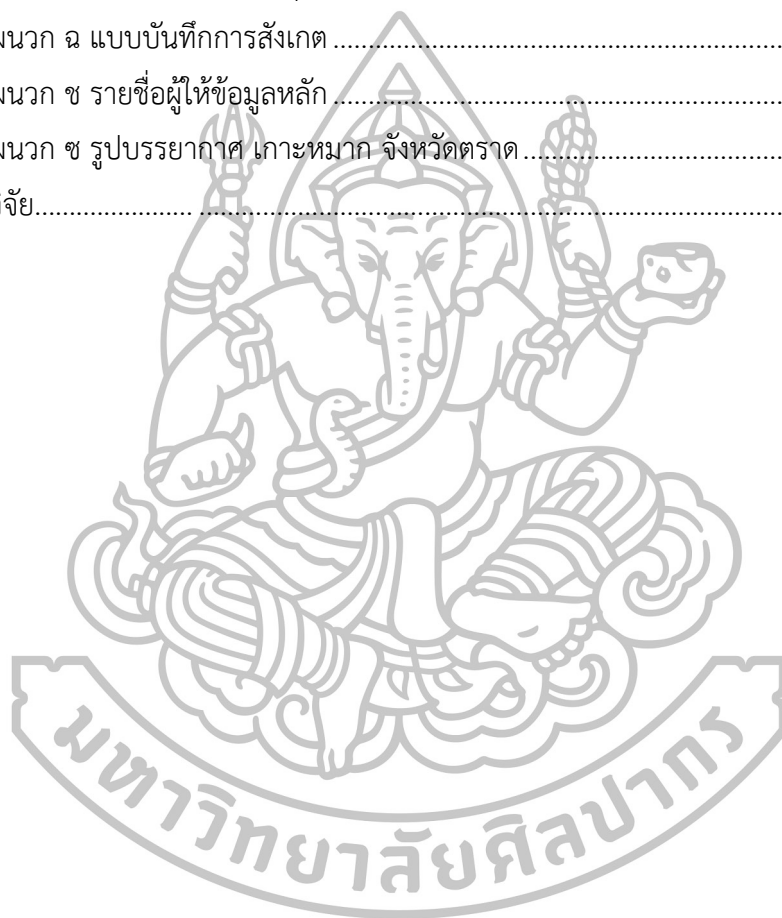 นวก ฉ แบบบันทึกการสังเกต
นวก ช รายชื่อผู้ให้ข้อมูลหลัก
นวก ซ รูปบรรยากาศ เกาะหมาก จังหวัดตราด
จัย
มหาวิทยาลัยศิลปากร